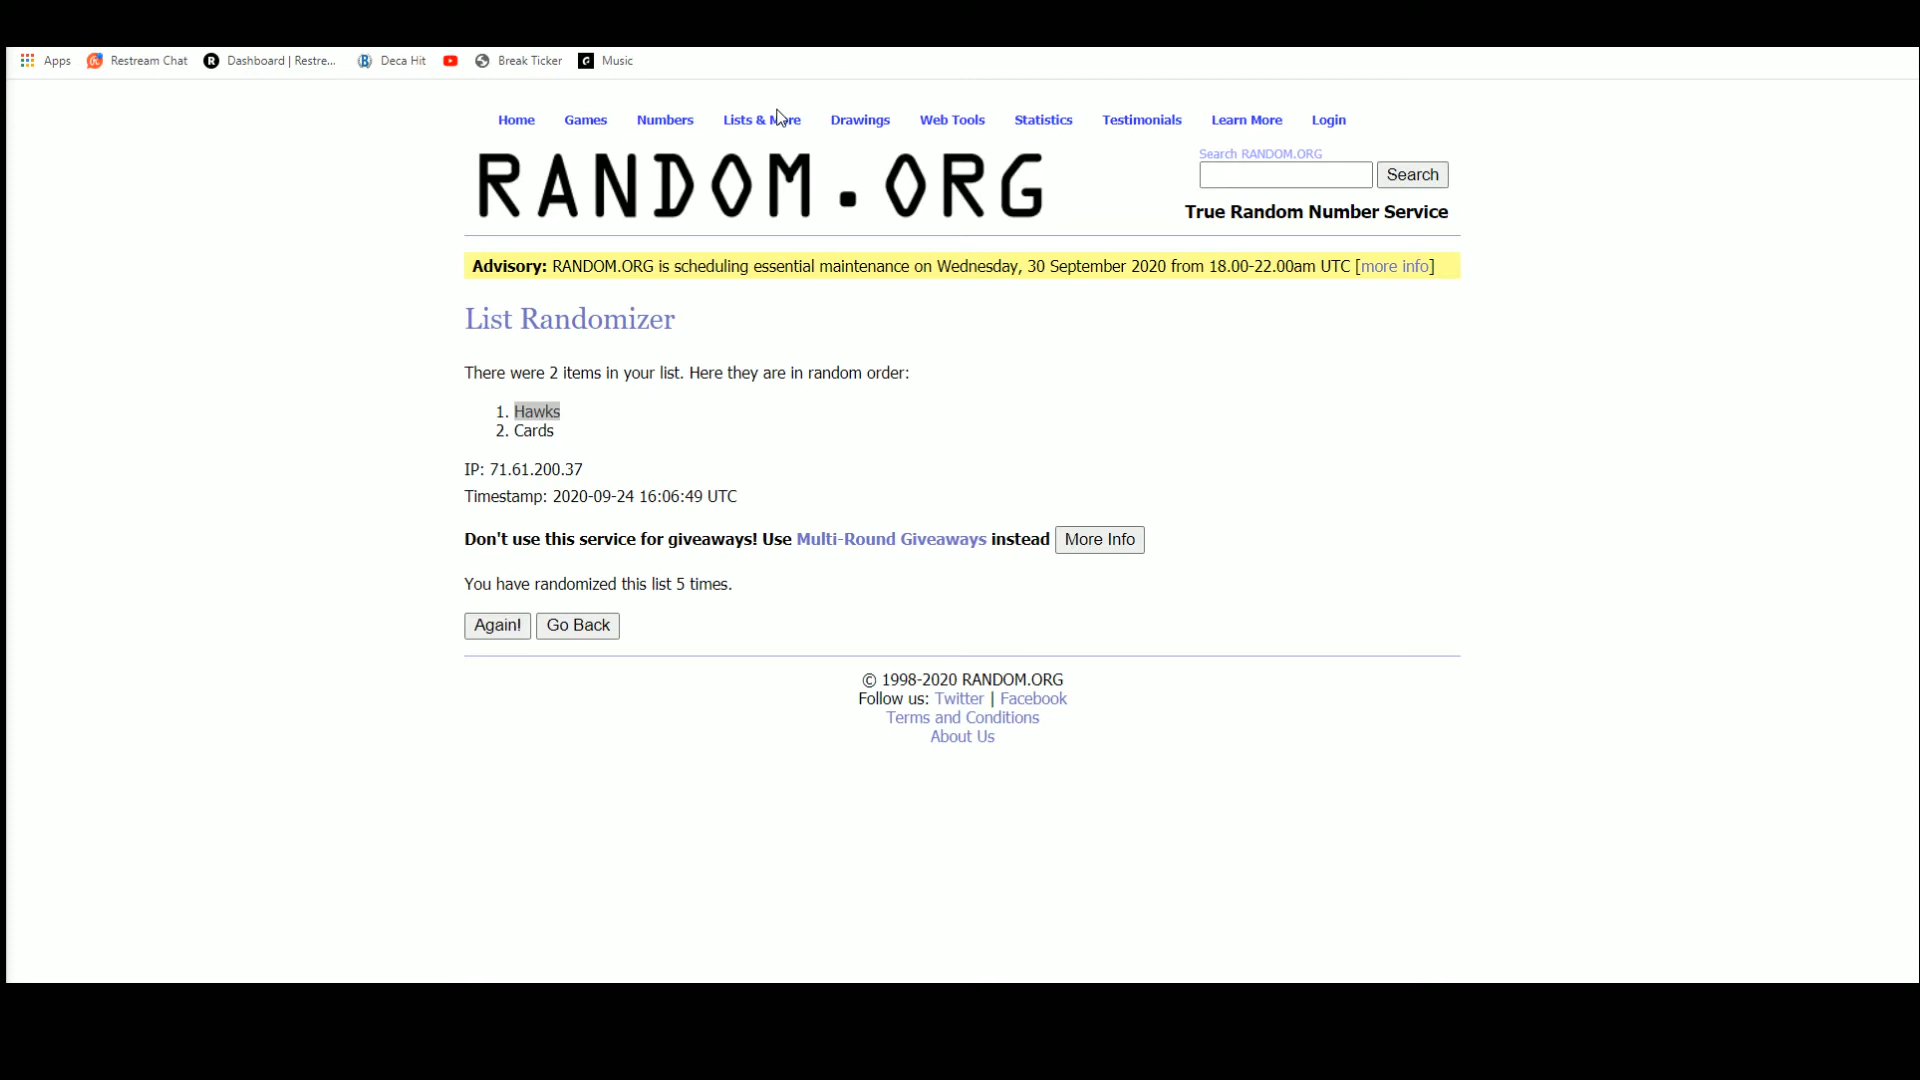 Apps Restream Chat Dashboard | Restre... Deca Hit Break Ticker Music
Home Games Numbers Lists & More Drawings Web Tools Statistics Testimonials Learn More Login
RANDOM.ORG
Search RANDOM.ORG
Search
True Random Number Service
Advisory: RANDOM.ORG is scheduling essential maintenance on Wednesday, 30 September 2020 from 18.00-22.00am UTC [more info]
List Randomizer
There were 2 items in your list. Here they are in random order:
1. Hawks
2. Cards
IP: 71.61.200.37
Timestamp: 2020-09-24 16:06:49 UTC
Don't use this service for giveaways! Use Multi-Round Giveaways instead More Info
You have randomized this list 5 times.
Again! Go Back
© 1998-2020 RANDOM.ORG
Follow us: Twitter | Facebook
Terms and Conditions
About Us